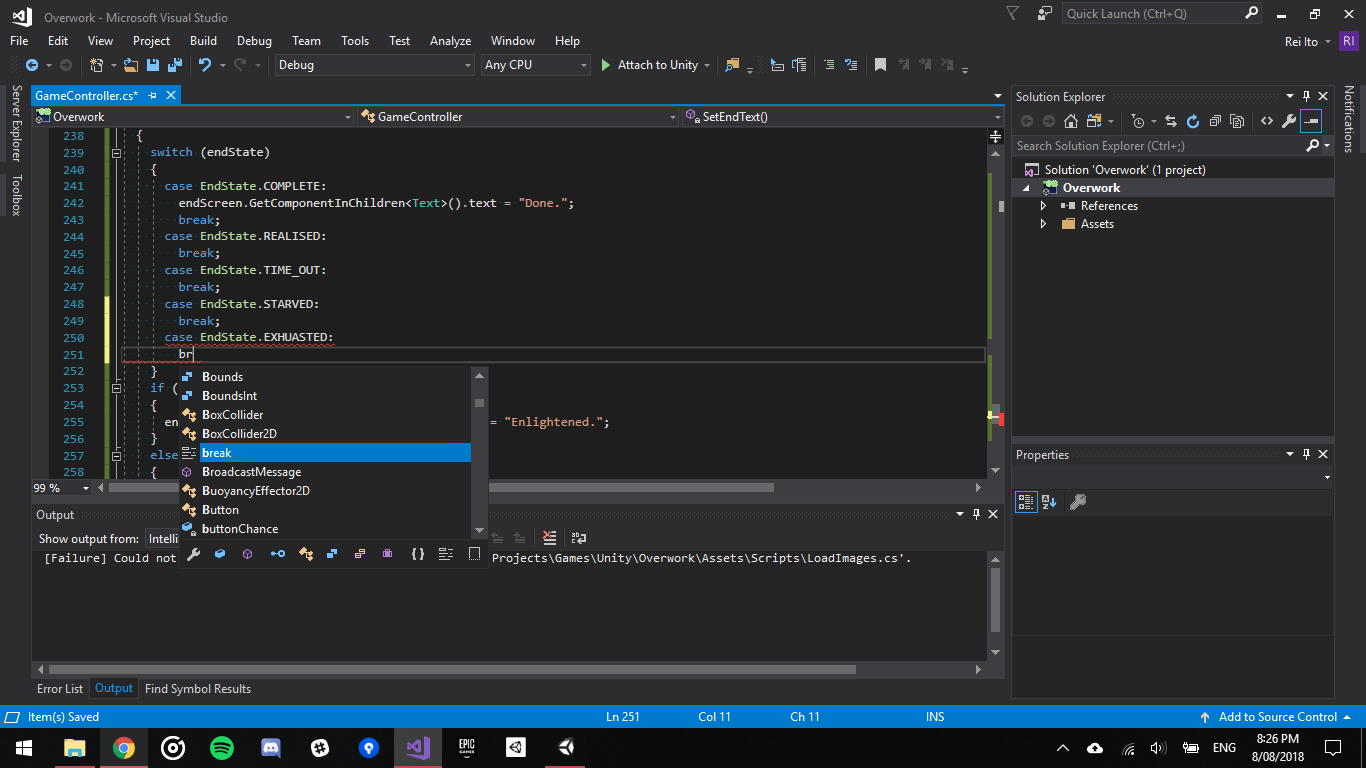 Overwork - Microsoft Visual Studio
Quick Launch (Ctrl+Q)
File Edit View Project Build Debug Team Tools Test Analyze Window Help
Rei Ito RI
Debug Any CPU Attach to Unity
Server Explorer
Toolbox
GameController.cs*
Overwork GameController SetEndText()
238 {
239 switch (endState)
240 {
241 case EndState.COMPLETE:
242 endScreen.GetComponentInChildren<Text>().text = "Done.";
243 break;
244 case EndState.REALISED:
245 break;
246 case EndState.TIME_OUT:
247 break;
248 case EndState.STARVED:
249 break;
250 case EndState.EXHUASTED:
251 br
252 }
253 if (
254 {
255 en = "Enlightened.";
256 }
257 else
258 {
Bounds
BoundsInt
BoxCollider
BoxCollider2D
break
BroadcastMessage
BuoyancyEffector2D
Button
buttonChance
99 %
Output
Show output from: Intelli
[Failure] Could not Projects\Games\Unity\Overwork\Assets\Scripts\LoadImages.cs'.
Error List Output Find Symbol Results
Solution Explorer
Search Solution Explorer (Ctrl+;)
Solution 'Overwork' (1 project)
Overwork
References
Assets
Properties
Notifications
Item(s) Saved Ln 251 Col 11 Ch 11 INS Add to Source Control
EPIC GAMES
ENG
8:26 PM
8/08/2018